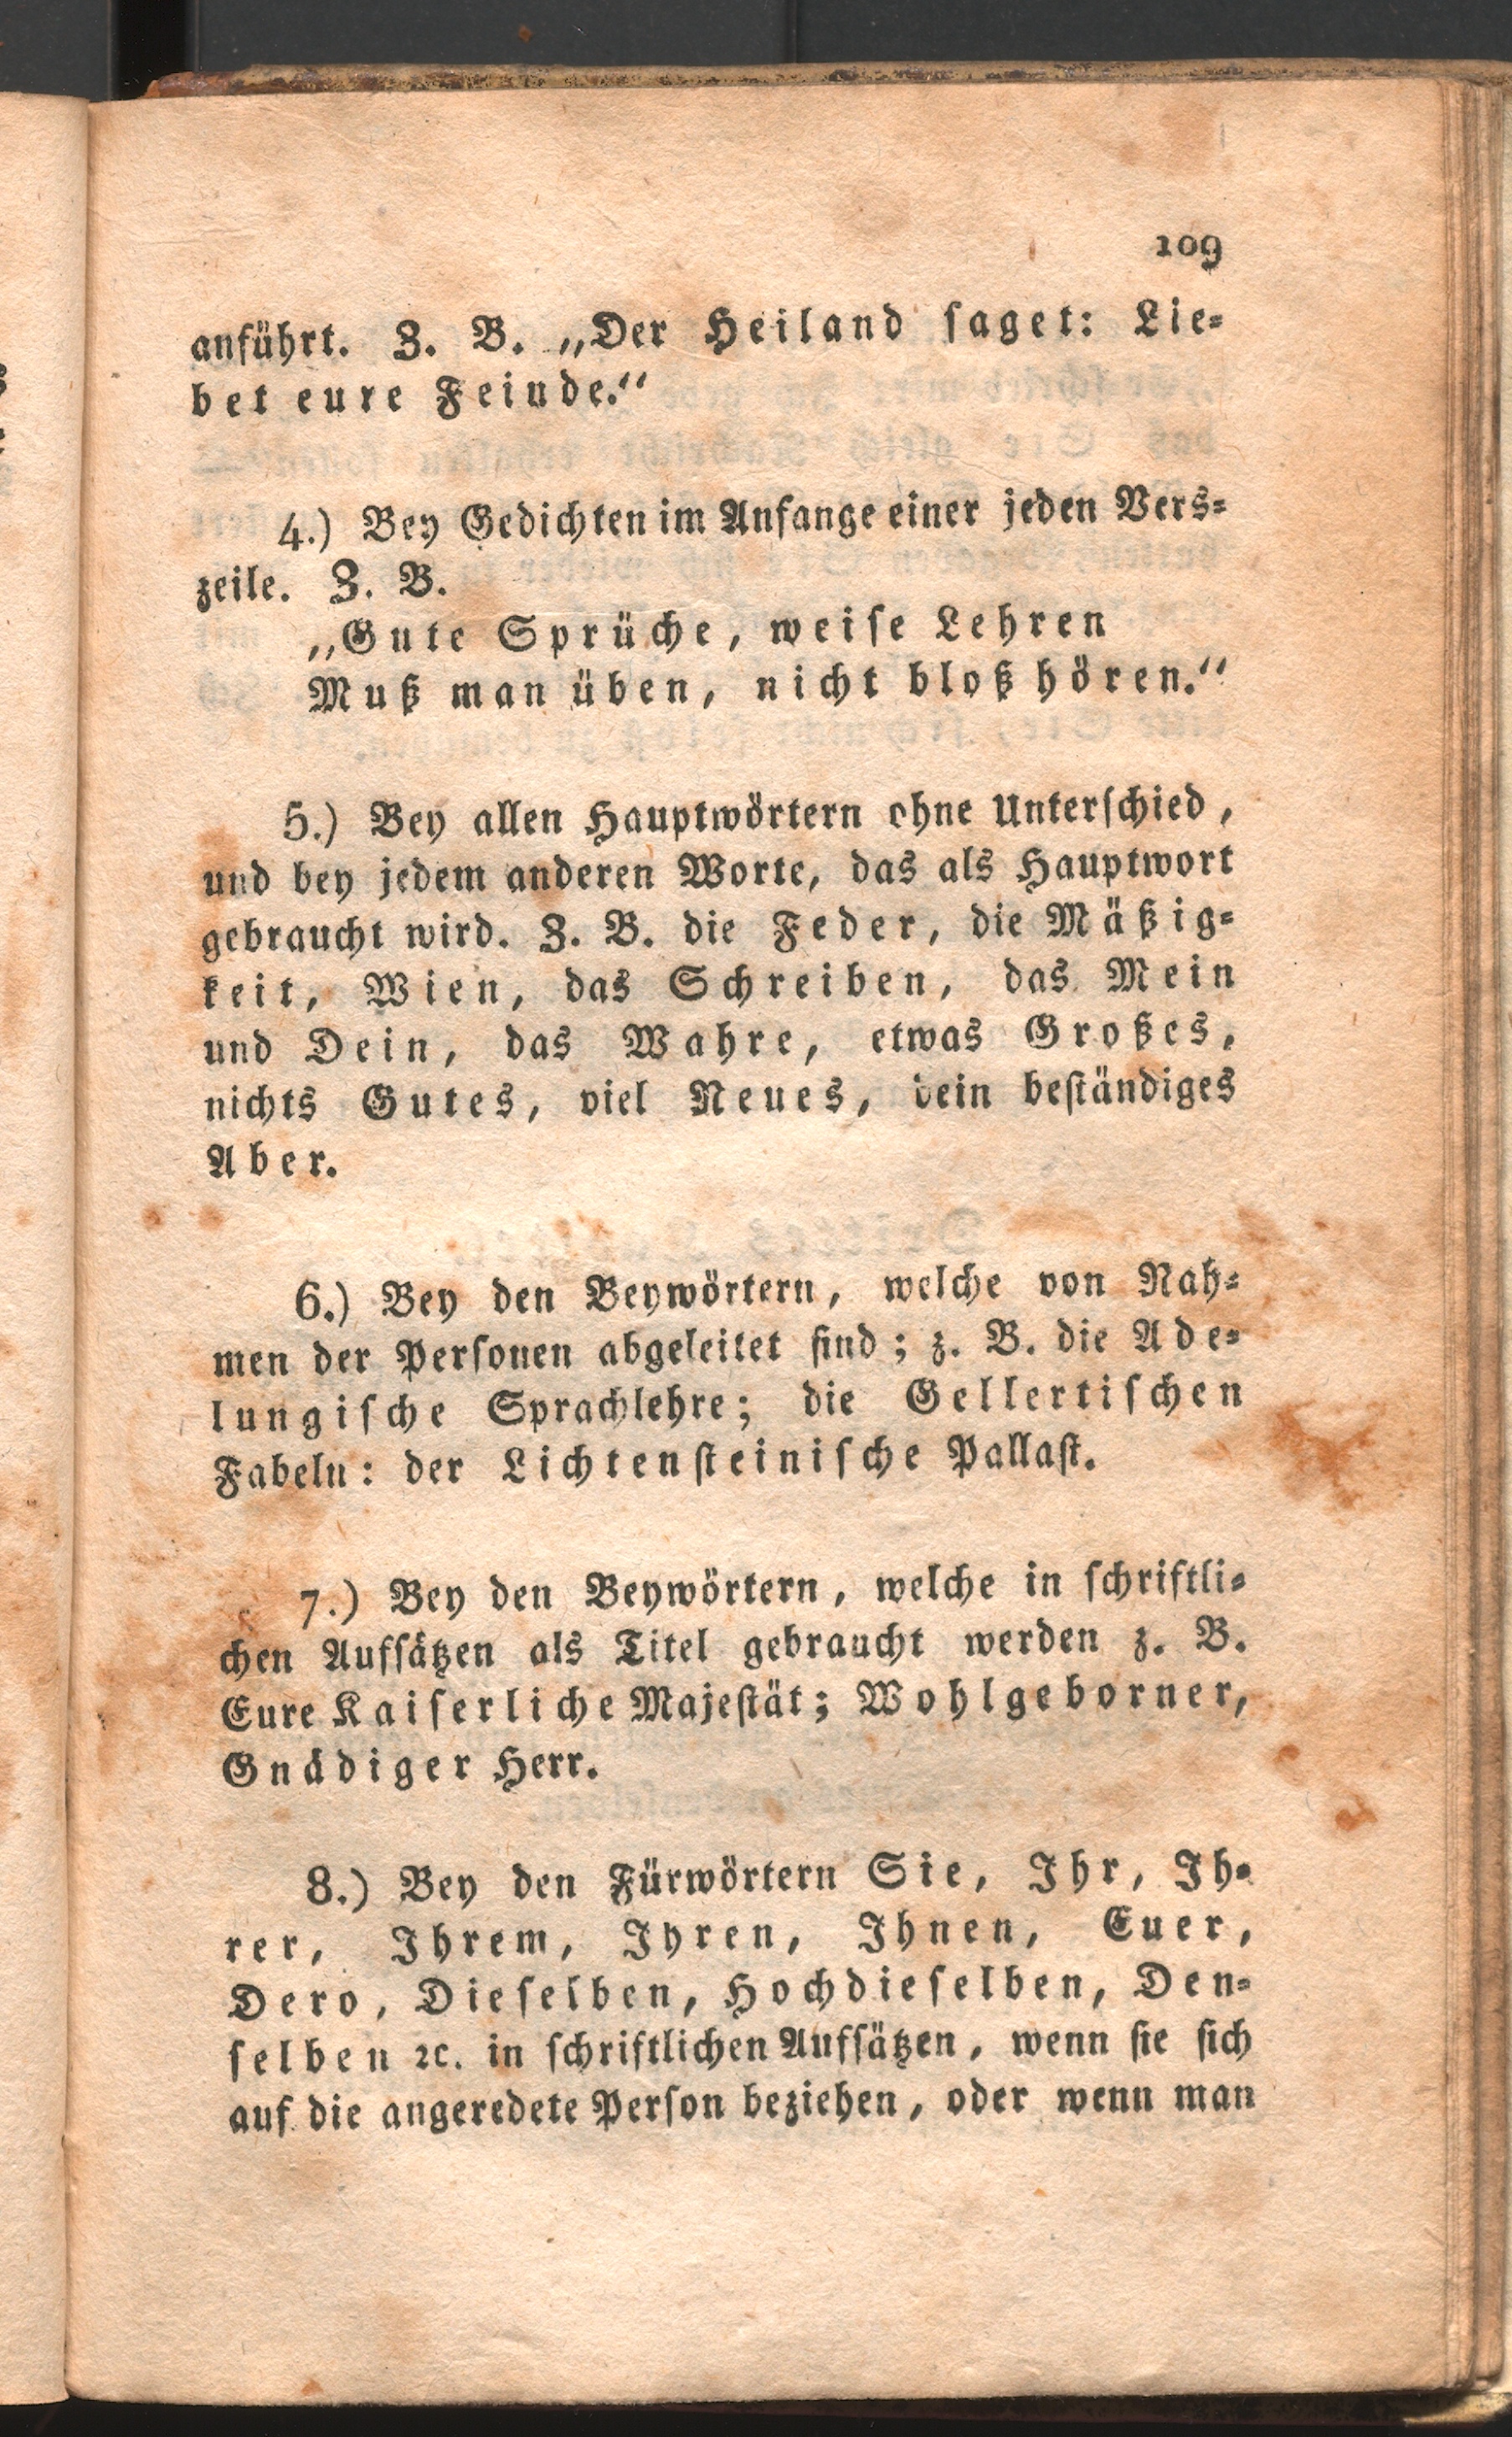 109
anführt. Z. B. „Der Heiland saget: Lie-
bet eure Feinde.“
4.) Bey Gedichten im Anfange einer jeden Vers-
zeile. Z. B.
„Gute Sprüche, weise Lehren
Muß man üben, nicht bloß hören.“
5.) Bey allen Hauptwörtern ohne Unterschied,
und bey jedem anderen Worte, das als Hauptwort
gebraucht wird. Z. B. die Feder, die Mäßig-
keit, Wien, das Schreiben, das Mein
und Dein, das Wahre, etwas Großes,
nichts Gutes, viel Neues, dein beständiges
Aber.
6.) Bey den Beywörtern, welche von Nah-
men der Personen abgeleitet sind; z. B. die Ade-
lungische Sprachlehre; die Gellertischen
Fabeln: der Lichtensteinische Pallast.
7.) Bey den Beywörtern, welche in schriftli-
chen Aufsätzen als Titel gebraucht werden z. B.
Eure Kaiserliche Majestät; Wohlgeborner,
Gnädiger Herr.
8.) Bey den Fürwörtern Sie, Ihr, Ih-
rer, Ihrem, Ihren, Ihnen, Euer,
Dero, Dieselben, Hochdieselben, Den-
selben ꝛc. in schriftlichen Aufsätzen, wenn sie sich
auf die angeredete Person beziehen, oder wenn man